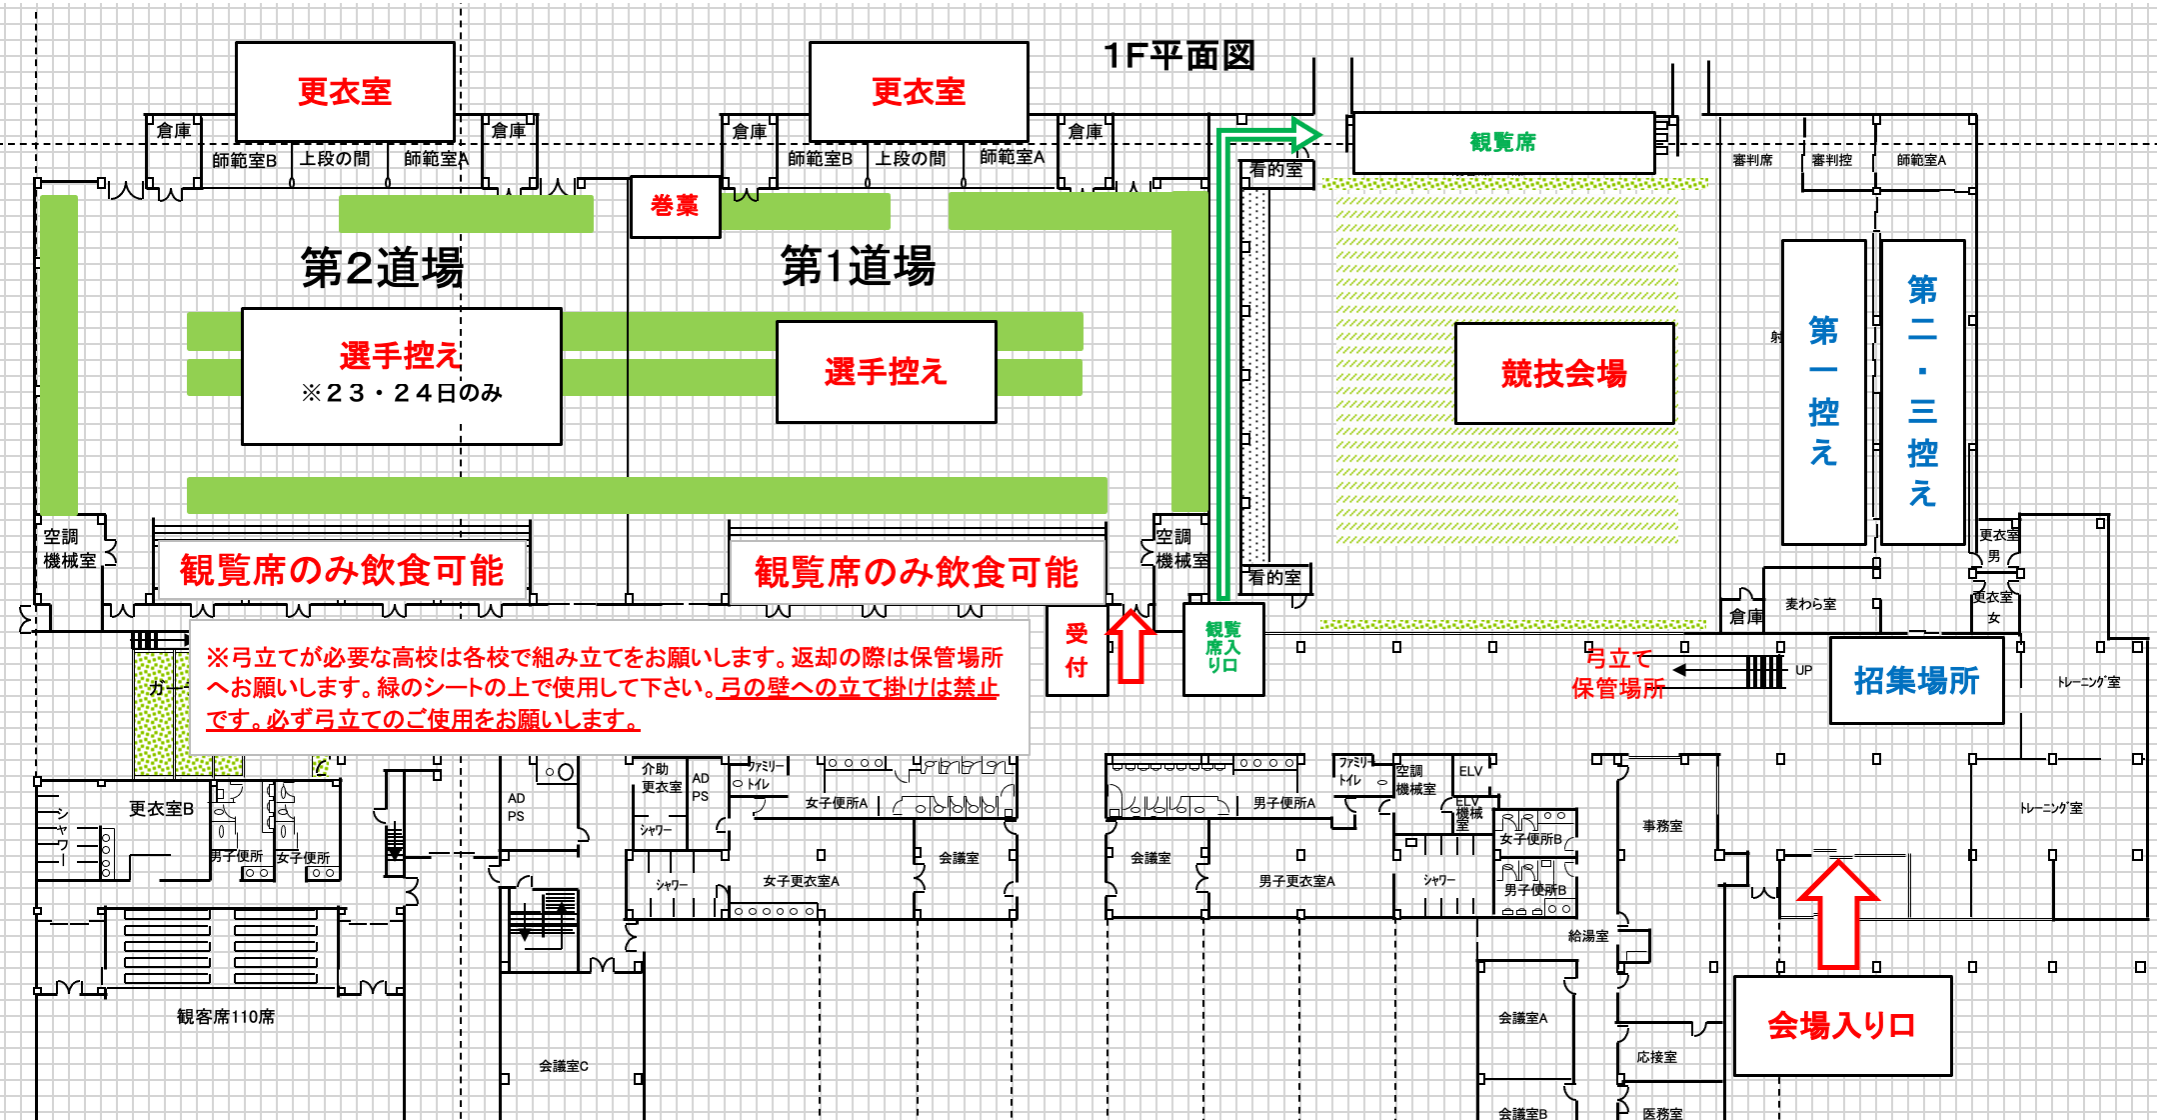 1F平面図
更衣室
更衣室
観覧席
倉庫
倉庫
倉庫
倉庫
師範室B
上段の間
師範室A
師範室B
上段の間
師範室A
看的室
審判席
審判控
師範室A
巻藁
第2道場
第1道場
選手控え
※23・24日のみ
選手控え
競技会場
射
第一控え
第二・三控え
空調
機械室
観覧席のみ飲食可能
観覧席のみ飲食可能
空調
機械室
看的室
更衣室
男
更衣室
女
倉庫
麦わら室
受付
観覧
席入
り口
※弓立てが必要な高校は各校で組み立てをお願いします。返却の際は保管場所
へお願いします。緑のシートの上で使用して下さい。弓の壁への立て掛けは禁止
です。必ず弓立てのご使用をお願いします。
ガー
弓立て
保管場所
UP
招集場所
トレーニング室
更衣室B
シャワー
男子便所
女子便所
AD
PS
介助
更衣室
シャワー
AD
PS
ファミリー
トイレ
女子便所A
シャワー
女子更衣室A
会議室
会議室
男子便所A
男子更衣室A
ファミリー
トイレ
空調
機械室
ELV
ELV
機械
室
シャワー
女子便所B
男子便所B
事務室
トレーニング室
給湯室
観客席110席
会議室C
会議室A
会議室B
応接室
医務室
会場入り口